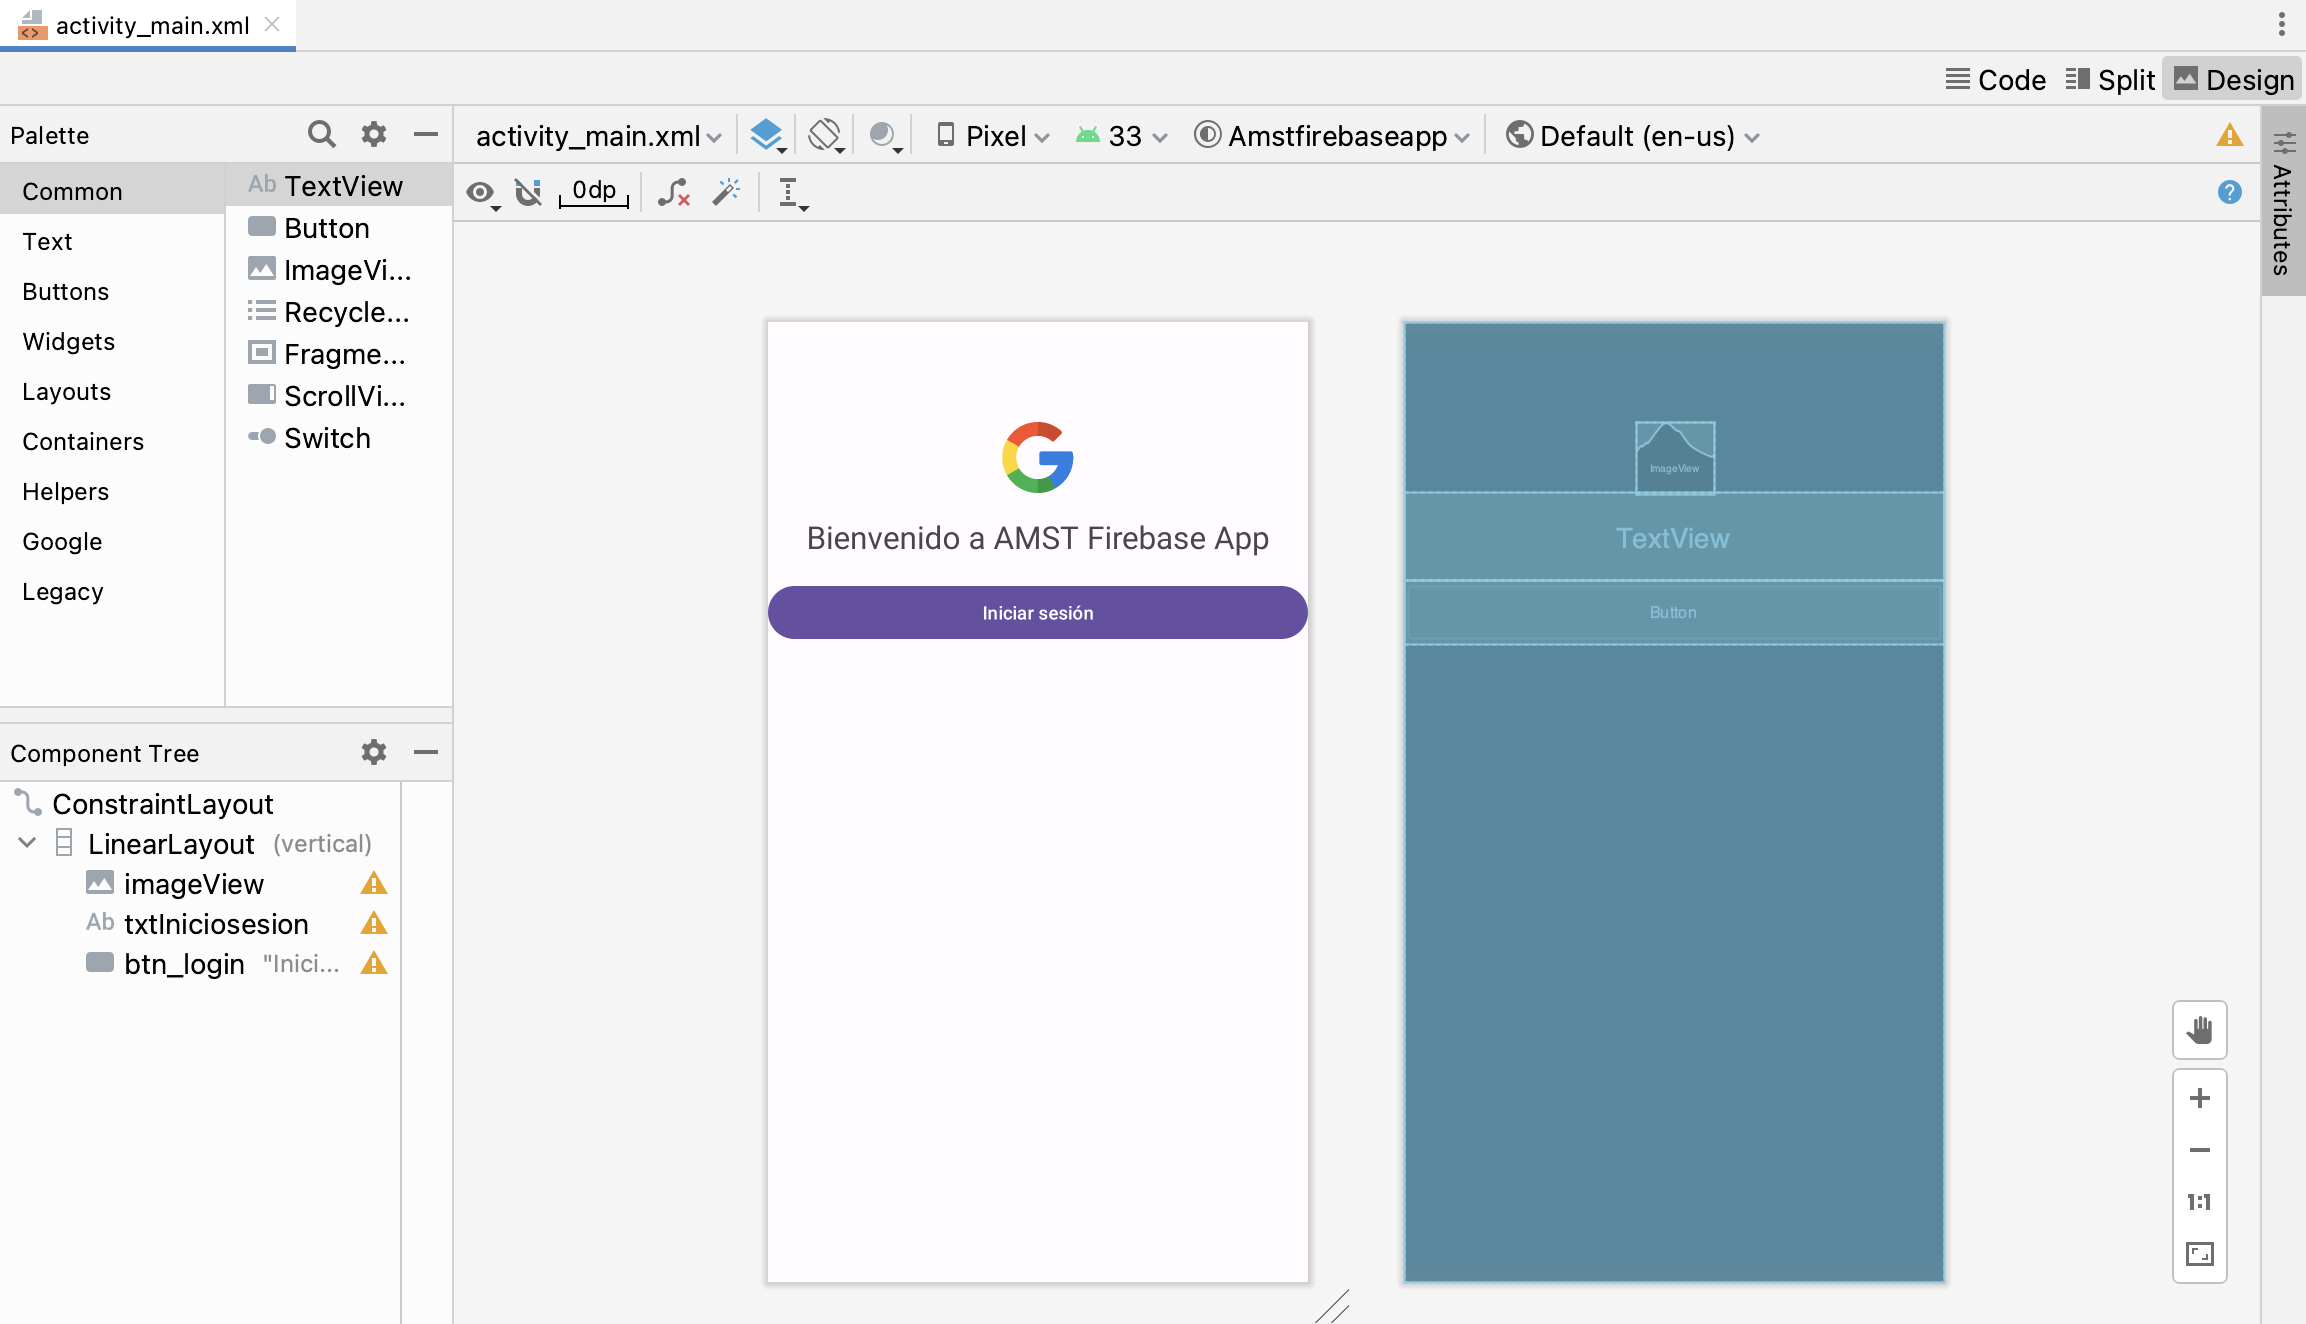 activity_main.xml
Code Split Design
Palette
activity_main.xml Pixel 33 Amstfirebaseapp Default (en-us)
0dp
Attributes
Common
Text
Buttons
Widgets
Layouts
Containers
Helpers
Google
Legacy
Ab TextView
Button
ImageVi...
Recycle...
Fragme...
ScrollVi...
Switch
Bienvenido a AMST Firebase App
Iniciar sesión
ImageView
TextView
Button
Component Tree
ConstraintLayout
LinearLayout (vertical)
imageView
Ab txtIniciosesion
btn_login "Inici...
1:1